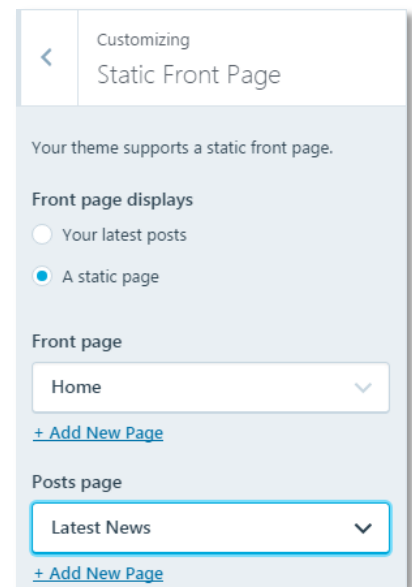 Customizing
Static Front Page
Your theme supports a static front page.
Front page displays
Your latest posts
A static page
Front page
Home
+ Add New Page
Posts page
Latest News
+ Add New Page